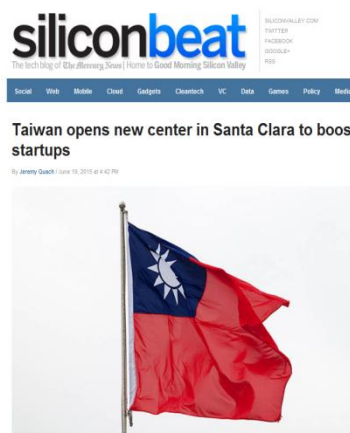 siliconbeat
The tech blog of The Mercury News | Home to Good Morning Silicon Valley
SILICONVALLEY.COM
TWITTER
FACEBOOK
GOOGLE+
RSS
Social Web Mobile Cloud Gadgets Cleantech VC Data Games Policy Media
Taiwan opens new center in Santa Clara to boos
startups
By Jeremy Quach / June 19, 2015 at 4:42 PM